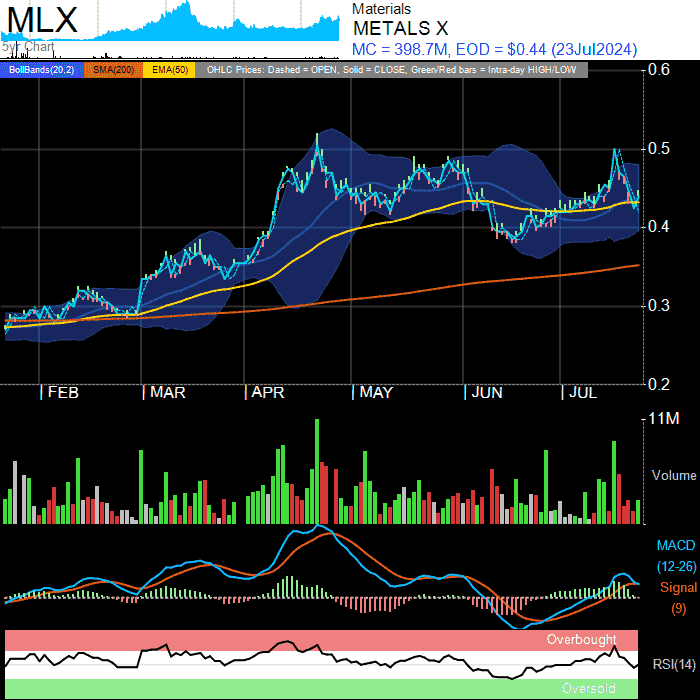 MLX
5yr Chart
Materials
METALS X
MC = 398.7M, EOD = $0.44 (23Jul2024)
BollBands(20,2) SMA(200) EMA(50) OHLC Prices: Dashed = OPEN, Solid = CLOSE, Green/Red bars = Intra-day HIGH/LOW
0.6
0.5
0.4
0.3
0.2
FEB MAR APR MAY JUN JUL
11M
Volume
MACD
(12-26)
Signal
(9)
Overbought
RSI(14)
Oversold